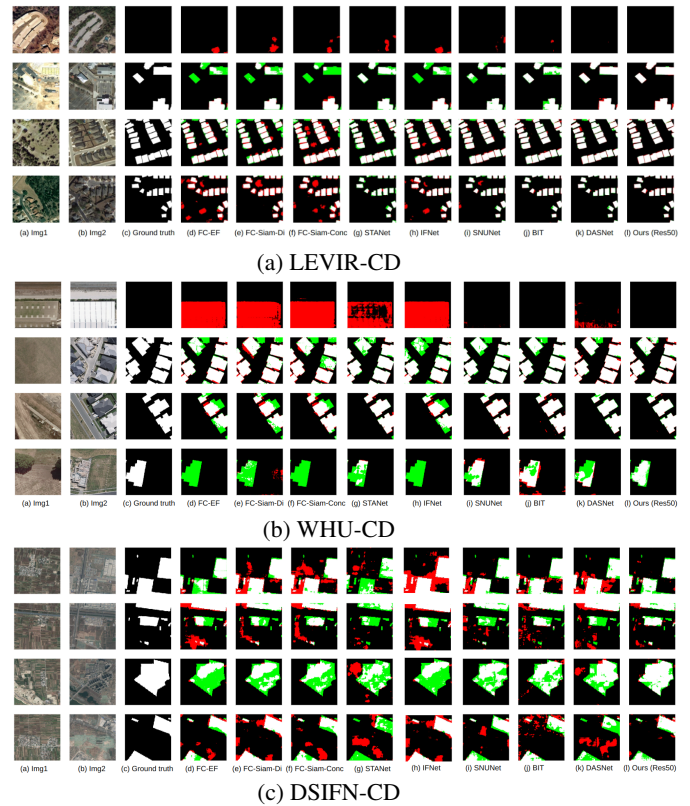 (a) Img1 (b) Img2 (c) Ground truth (d) FC-EF (e) FC-Siam-Di (f) FC-Siam-Conc (g) STANet (h) IFNet (i) SNUNet (j) BIT (k) DASNet (l) Ours (Res50)
(a) LEVIR-CD
(a) Img1 (b) Img2 (c) Ground truth (d) FC-EF (e) FC-Siam-Di (f) FC-Siam-Conc (g) STANet (h) IFNet (i) SNUNet (j) BIT (k) DASNet (l) Ours (Res50)
(b) WHU-CD
(a) Img1 (b) Img2 (c) Ground truth (d) FC-EF (e) FC-Siam-Di (f) FC-Siam-Conc (g) STANet (h) IFNet (i) SNUNet (j) BIT (k) DASNet (l) Ours (Res50)
(c) DSIFN-CD